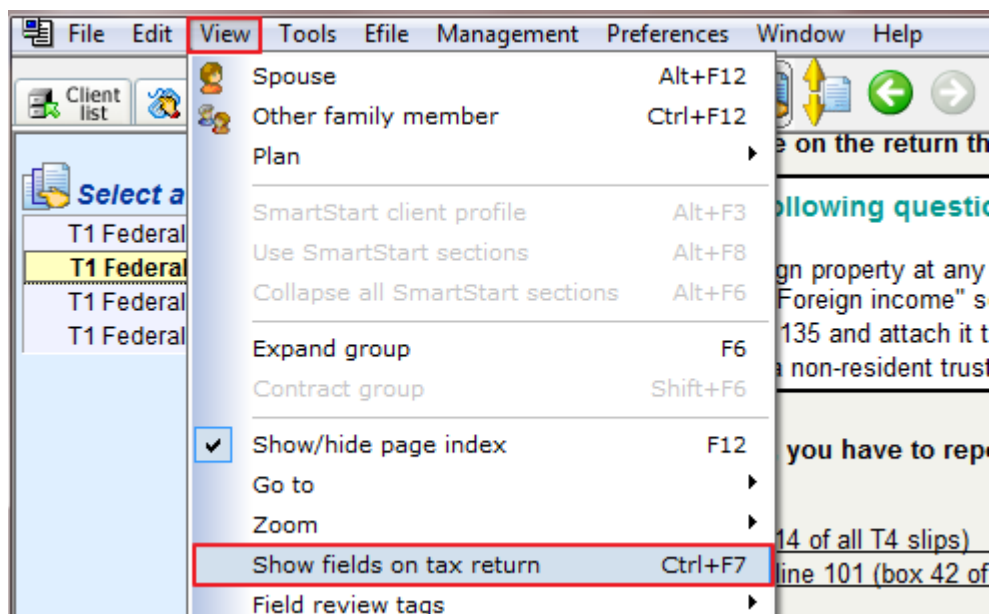 File Edit View Tools Efile Management Preferences Window Help
Client list
Spouse Alt+F12
Other family member Ctrl+F12
Plan
e on the return th
Select a
SmartStart client profile Alt+F3
ollowing questic
T1 Federal
Use SmartStart sections Alt+F8
T1 Federal
gn property at any
Collapse all SmartStart sections Alt+F6
T1 Federal
Foreign income" s
T1 Federal
135 and attach it t
Expand group F6
a non-resident trust
Contract group Shift+F6
Show/hide page index F12
you have to rep
Go to
Zoom
14 of all T4 slips)
Show fields on tax return Ctrl+F7
line 101 (box 42 of
Field review tags